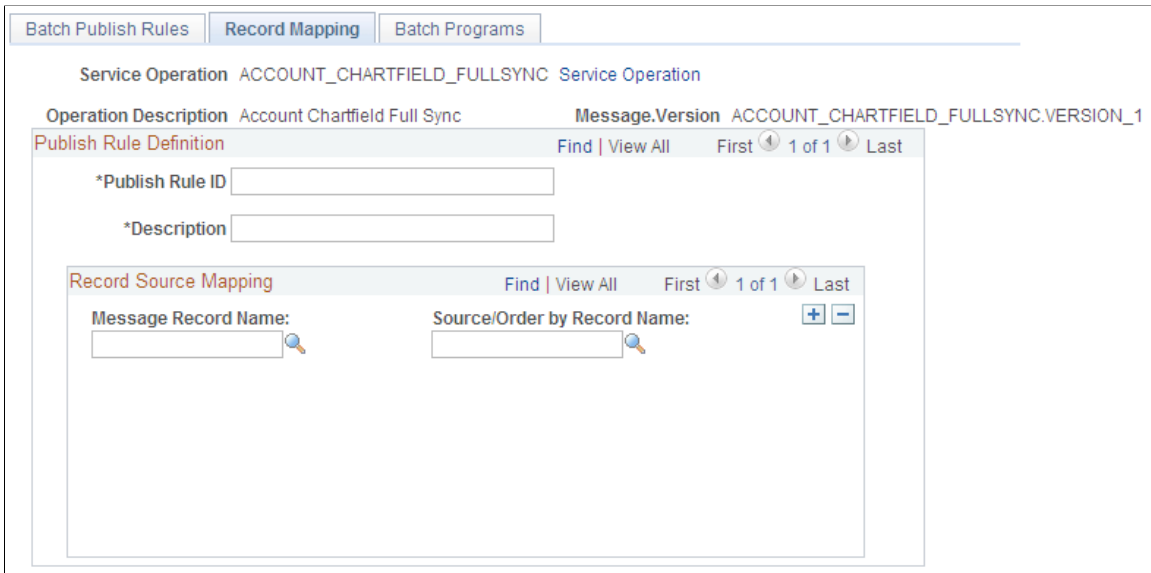 Batch Publish Rules Record Mapping Batch Programs
Service Operation ACCOUNT_CHARTFIELD_FULLSYNC Service Operation
Operation Description Account Chartfield Full Sync Message.Version ACCOUNT_CHARTFIELD_FULLSYNC.VERSION_1
Publish Rule Definition Find | View All First 1 of 1 Last
*Publish Rule ID
*Description
Record Source Mapping Find | View All First 1 of 1 Last
Message Record Name: Source/Order by Record Name: